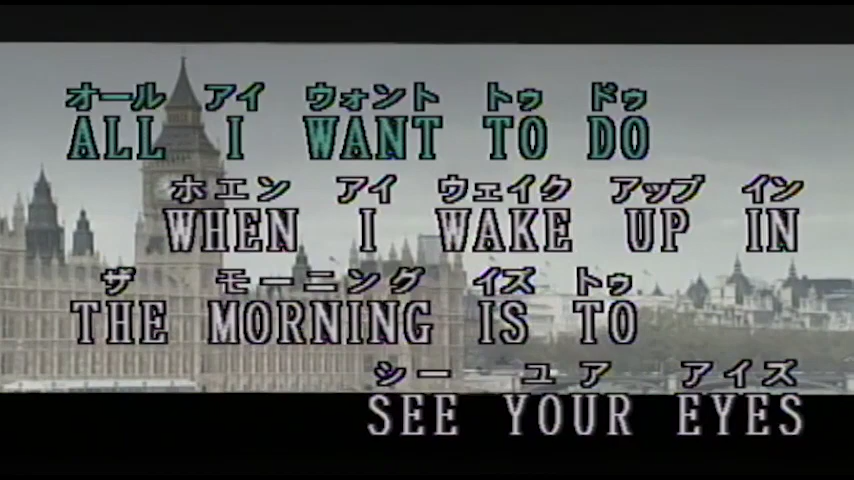 オール アイ ウォント トゥ ドゥ
ALL I WANT TO DO
ホエン アイ ウェイク アップ イン
WHEN I WAKE UP IN
ザ モーニング イズ トゥ
THE MORNING IS TO
シー ユア アイズ
SEE YOUR EYES